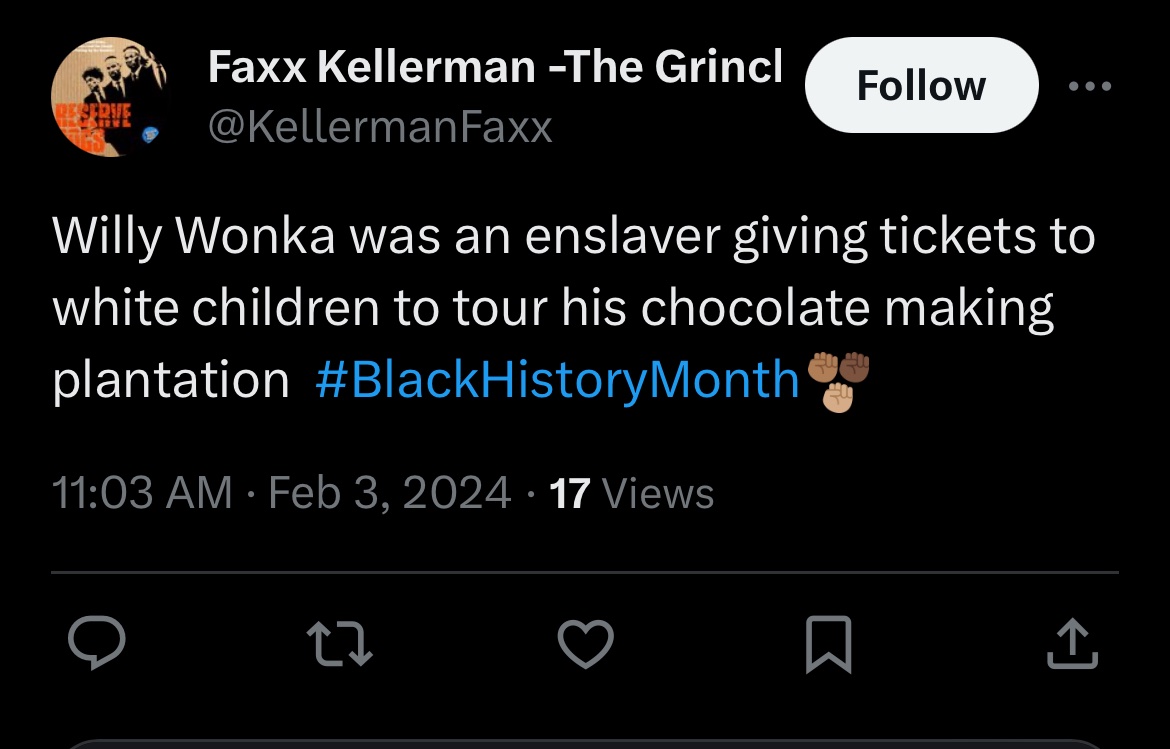 Faxx Kellerman -The Grincl
Follow
@KellermanFaxx
RESERVE
Willy Wonka was an enslaver giving tickets to
white children to tour his chocolate making
plantation #BlackHistoryMonth✊🏽✊🏾✊🏼
11:03 AM · Feb 3, 2024 · 17 Views